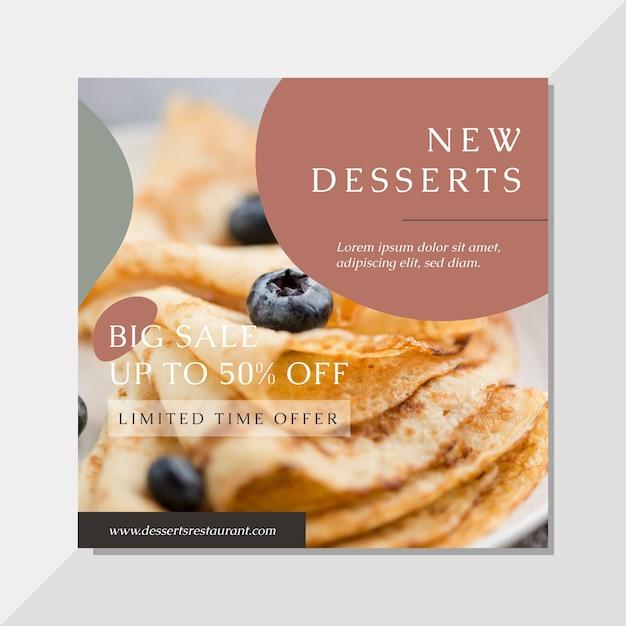 NEW
DESSERTS
Lorem ipsum dolor sit amet,
adipiscing elit, sed diam.
BIG SALE
UP TO 50% OFF
LIMITED TIME OFFER
www.dessertsrestaurant.com